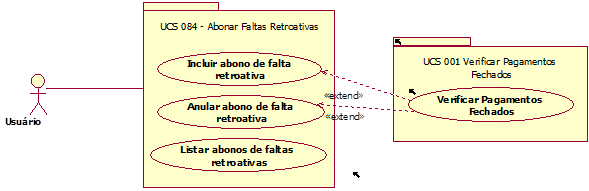 UCS 084 - Abonar Faltas Retroativas
Incluir abono de falta
retroativa
Anular abono de falta
retroativa
Listar abonos de faltas
retroativas
Usuário
«extend»
«extend»
UCS 001 Verificar Pagamentos
Fechados
Verificar Pagamentos
Fechados